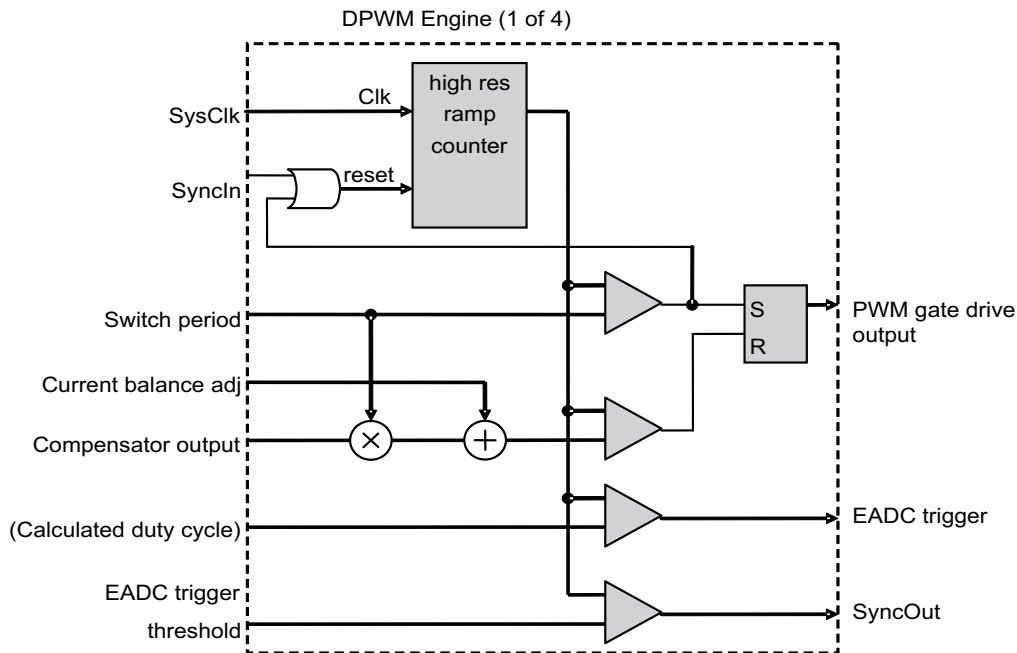 DPWM Engine (1 of 4)
SysClk
Clk
high res
ramp
counter
SyncIn
reset
Switch period
S
R
PWM gate drive
output
Current balance adj
Compensator output
(Calculated duty cycle)
EADC trigger
EADC trigger
threshold
SyncOut